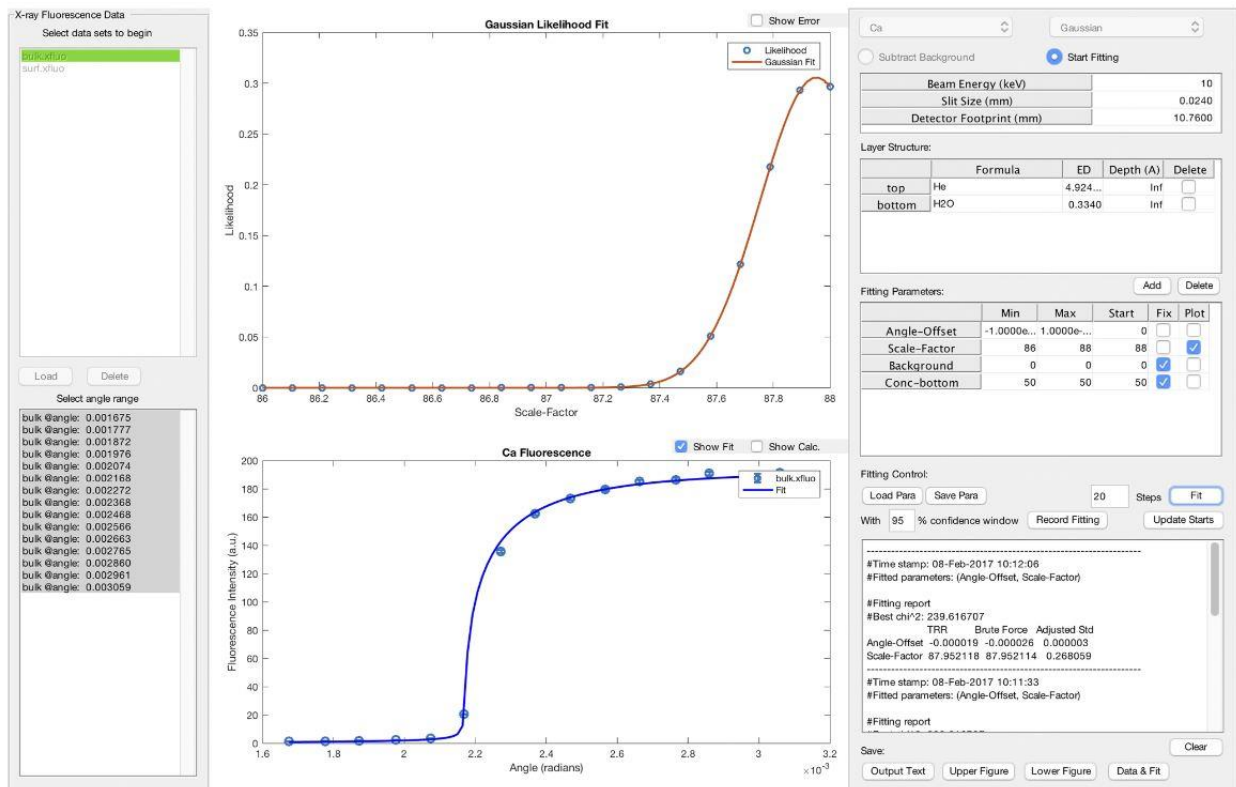 X-ray Fluorescence Data
Select data sets to begin
bulk.xfluo
surf.xfluo
Load Delete
Select angle range
bulk @angle: 0.001675
bulk @angle: 0.001777
bulk @angle: 0.001872
bulk @angle: 0.001976
bulk @angle: 0.002074
bulk @angle: 0.002168
bulk @angle: 0.002272
bulk @angle: 0.002368
bulk @angle: 0.002468
bulk @angle: 0.002566
bulk @angle: 0.002663
bulk @angle: 0.002765
bulk @angle: 0.002860
bulk @angle: 0.002961
bulk @angle: 0.003059
Gaussian Likelihood Fit
Show Error
Likelihood
Gaussian Fit
0.35
0.3
0.25
0.2
0.15
0.1
0.05
0
Likelihood
86 86.2 86.4 86.6 86.8 87 87.2 87.4 87.6 87.8 88
Scale-Factor
Show Fit Show Calc.
Ca Fluorescence
bulk.xfluo
Fit
200
180
160
140
120
100
80
60
40
20
0
Fluorescence Intensity (a.u.)
1.6 1.8 2 2.2 2.4 2.6 2.8 3 3.2
Angle (radians)
×10-3
Ca Gaussian
Subtract Background Start Fitting
Beam Energy (keV) 10
Slit Size (mm) 0.0240
Detector Footprint (mm) 10.7600
Layer Structure:
Formula ED Depth (A) Delete
top He 4.924... Inf
bottom H2O 0.3340 Inf
Add Delete
Fitting Parameters:
Min Max Start Fix Plot
Angle-Offset -1.0000e... 1.0000e-... 0
Scale-Factor 86 88 88
Background 0 0 0
Conc-bottom 50 50 50
Fitting Control:
Load Para Save Para 20 Steps Fit
With 95 % confidence window Record Fitting Update Starts
#Time stamp: 08-Feb-2017 10:12:06
#Fitted parameters: (Angle-Offset, Scale-Factor)
#Fitting report
#Best chi^2: 239.616707
TRR Brute Force Adjusted Std
Angle-Offset -0.000019 -0.000026 0.000003
Scale-Factor 87.952118 87.952114 0.268059
#Time stamp: 08-Feb-2017 10:11:33
#Fitted parameters: (Angle-Offset, Scale-Factor)
#Fitting report
Clear
Save:
Output Text Upper Figure Lower Figure Data & Fit